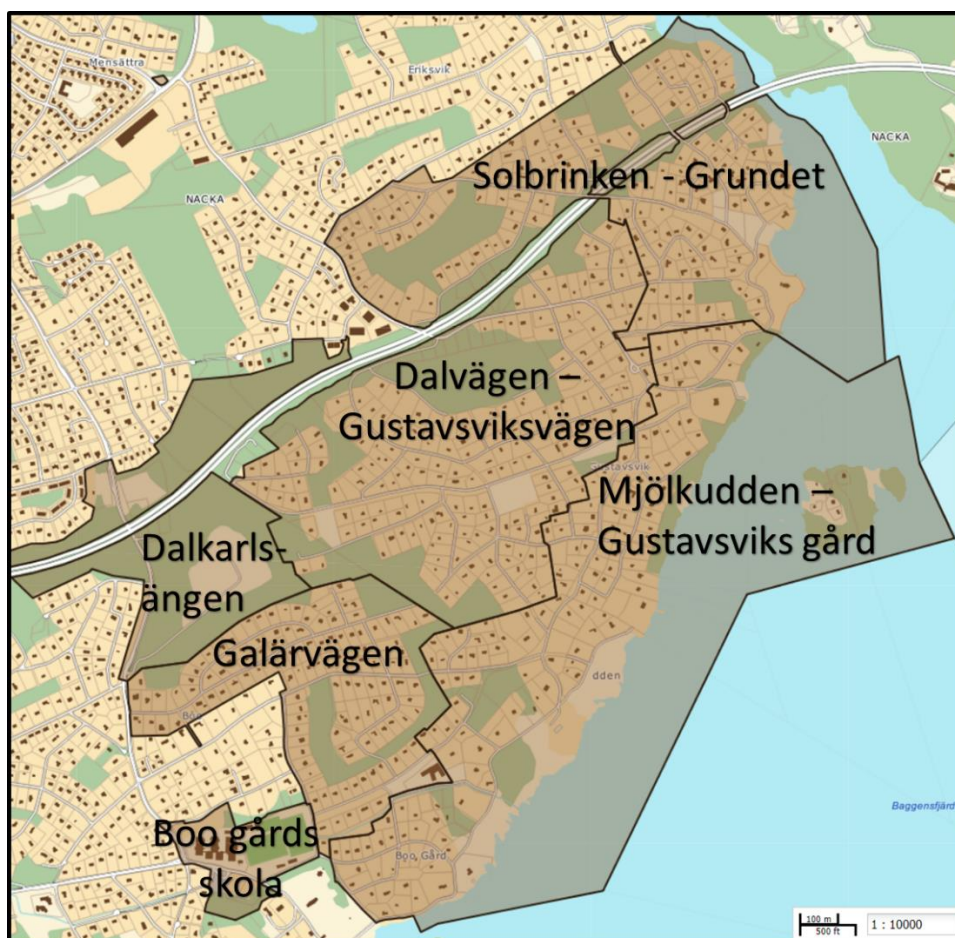 Mensättra
Eriksvik
NACKA
NACKA
Solbrinken - Grundet
Dalvägen –
Gustavsviksvägen
Gustavsvik
Mjölkudden –
Gustavsviks gård
Dalkarls-
ängen
Galärvägen
dden
Boo
Baggensfjärd
Boo gårds
skola
Boo, Gård
100 m
500 ft
1 : 10000